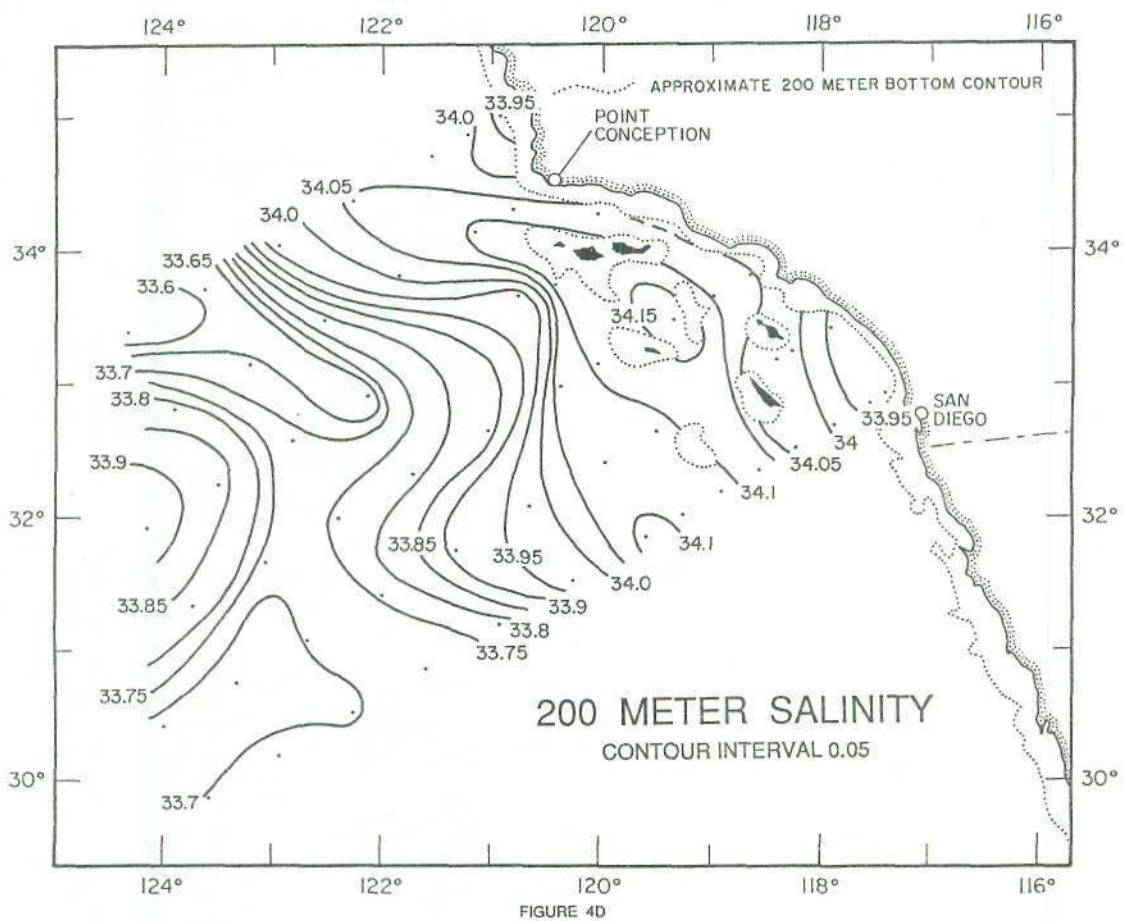 124° 122° 120° 118° 116°
APPROXIMATE 200 METER BOTTOM CONTOUR
33.95
34.0
POINT
CONCEPTION
34.05
34.0
34° 34°
33.65
33.6
34.15
33.7
33.8
33.95
SAN
DIEGO
34
34.05
33.9
34.1
32° 32°
33.85
33.95
34.1
34.0
33.85
33.9
33.8
33.75
33.75
200 METER SALINITY
CONTOUR INTERVAL 0.05
30° 30°
33.7
124° 122° 120° 118° 116°
FIGURE 4D